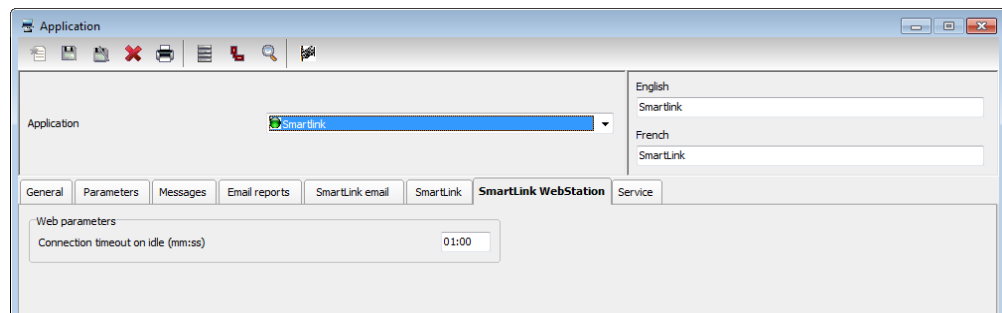 Application
English
Smartlink
Application
Smartlink
French
SmartLink
General Parameters Messages Email reports SmartLink email SmartLink SmartLink WebStation Service
Web parameters
Connection timeout on idle (mm:ss) 01:00